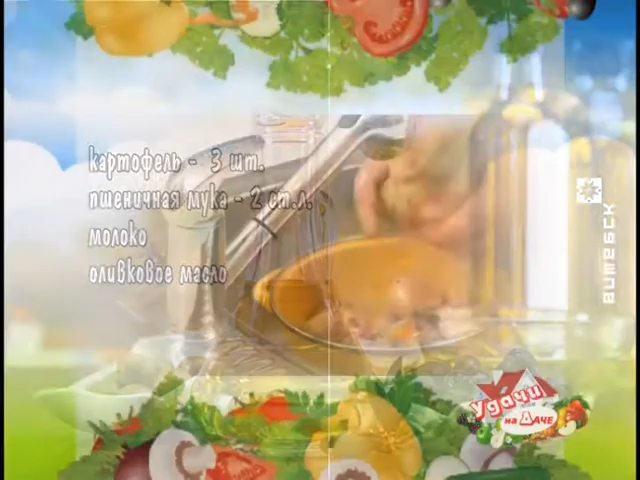 картофель - 3 шт.
пшеничная мука - 2 ст.л.
молоко
оливковое масло
ВИТЕБСК
Удачи
на ДАЧЕ